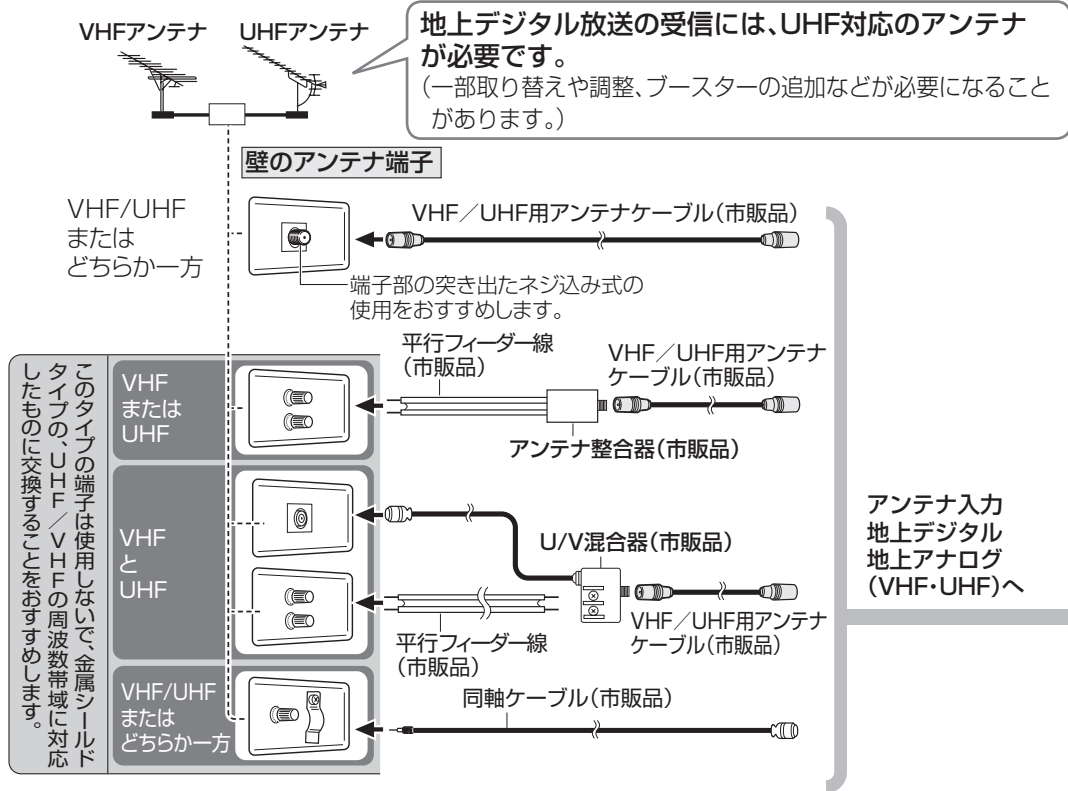 VHFアンテナ
UHFアンテナ
地上デジタル放送の受信には、UHF対応のアンテナ
が必要です。
（一部取り替えや調整、ブースターの追加などが必要になること
があります。）
壁のアンテナ端子
VHF/UHF
または
どちらか一方
VHF／UHF用アンテナケーブル（市販品）
端子部の突き出たネジ込み式の
使用をおすすめします。
このタイプの端子は使用しないで、金属シールド
タイプの、UHF／VHFの周波数帯域に対応
したものに交換することをおすすめします。
VHF
または
UHF
平行フィーダー線
（市販品）
VHF／UHF用アンテナ
ケーブル（市販品）
アンテナ整合器（市販品）
VHF
と
UHF
U/V混合器（市販品）
平行フィーダー線
（市販品）
VHF／UHF用アンテナ
ケーブル（市販品）
VHF/UHF
または
どちらか一方
同軸ケーブル（市販品）
アンテナ入力
地上デジタル
地上アナログ
（VHF・UHF）へ